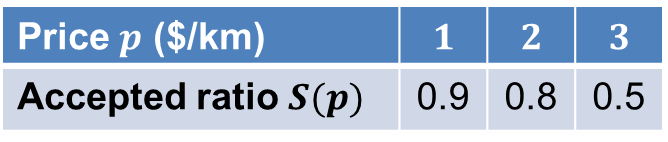 Price p ($/km) 1 2 3
Accepted ratio S(p) 0.9 0.8 0.5